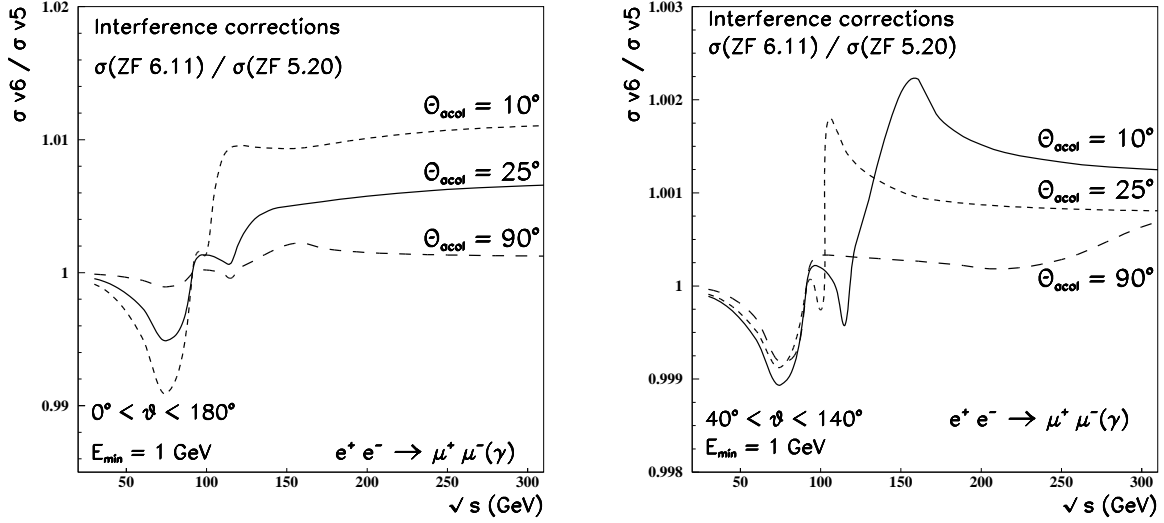 σ v6 / σ v5
1.02
1.01
1
0.99
Interference corrections
σ(ZF 6.11) / σ(ZF 5.20)
Θacol = 10°
Θacol = 25°
Θacol = 90°
0° < ϑ < 180°
Emin = 1 GeV
e+ e− → μ+ μ−(γ)
50 100 150 200 250 300
√ s (GeV)
σ v6 / σ v5
1.003
1.002
1.001
1
0.999
0.998
Interference corrections
σ(ZF 6.11) / σ(ZF 5.20)
Θacol = 10°
Θacol = 25°
Θacol = 90°
40° < ϑ < 140°
e+ e− → μ+ μ−(γ)
Emin = 1 GeV
50 100 150 200 250 300
√ s (GeV)